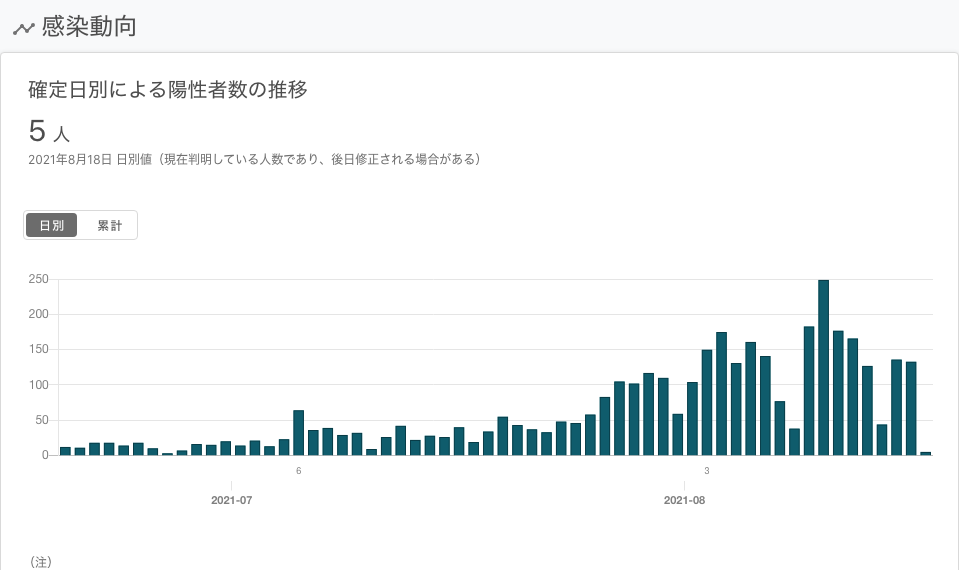 感染動向
確定日別による陽性者数の推移
5 人
2021年8月18日 日別値（現在判明している人数であり、後日修正される場合がある）
日別 累計
250
200
150
100
50
0
6 3
2021-07 2021-08
（注）